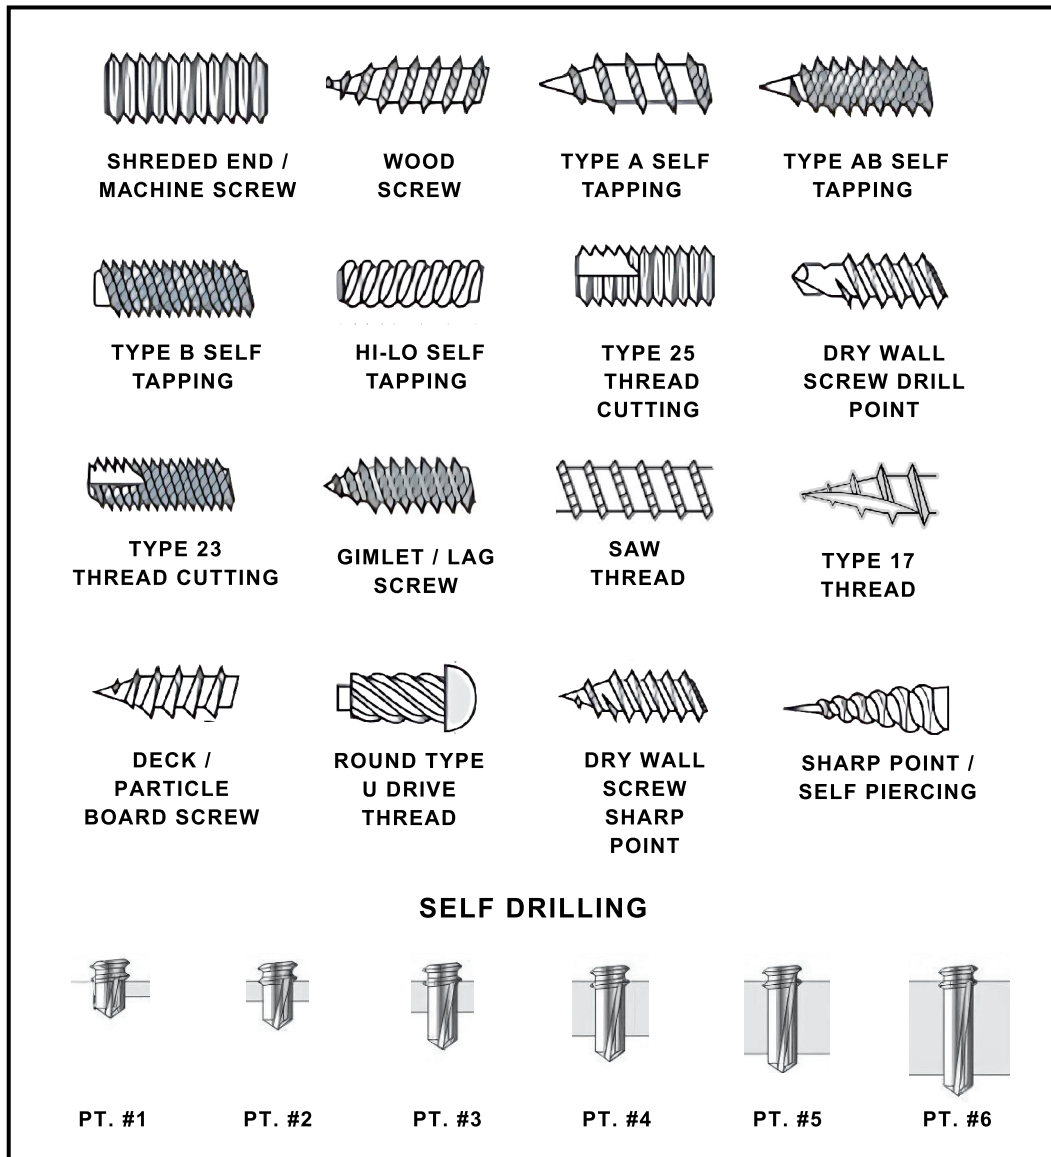 SHREDED END /
MACHINE SCREW
WOOD
SCREW
TYPE A SELF
TAPPING
TYPE AB SELF
TAPPING
TYPE B SELF
TAPPING
HI-LO SELF
TAPPING
TYPE 25
THREAD
CUTTING
DRY WALL
SCREW DRILL
POINT
TYPE 23
THREAD CUTTING
GIMLET / LAG
SCREW
SAW
THREAD
TYPE 17
THREAD
DECK /
PARTICLE
BOARD SCREW
ROUND TYPE
U DRIVE
THREAD
DRY WALL
SCREW
SHARP
POINT
SHARP POINT /
SELF PIERCING
SELF DRILLING
PT. #1
PT. #2
PT. #3
PT. #4
PT. #5
PT. #6